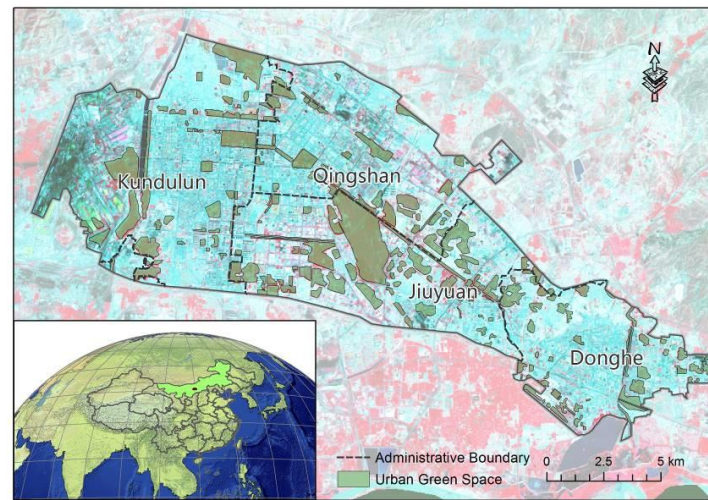 N
Kundulun
Qingshan
Jiuyuan
Donghe
Administrative Boundary
Urban Green Space
0 2.5 5 km